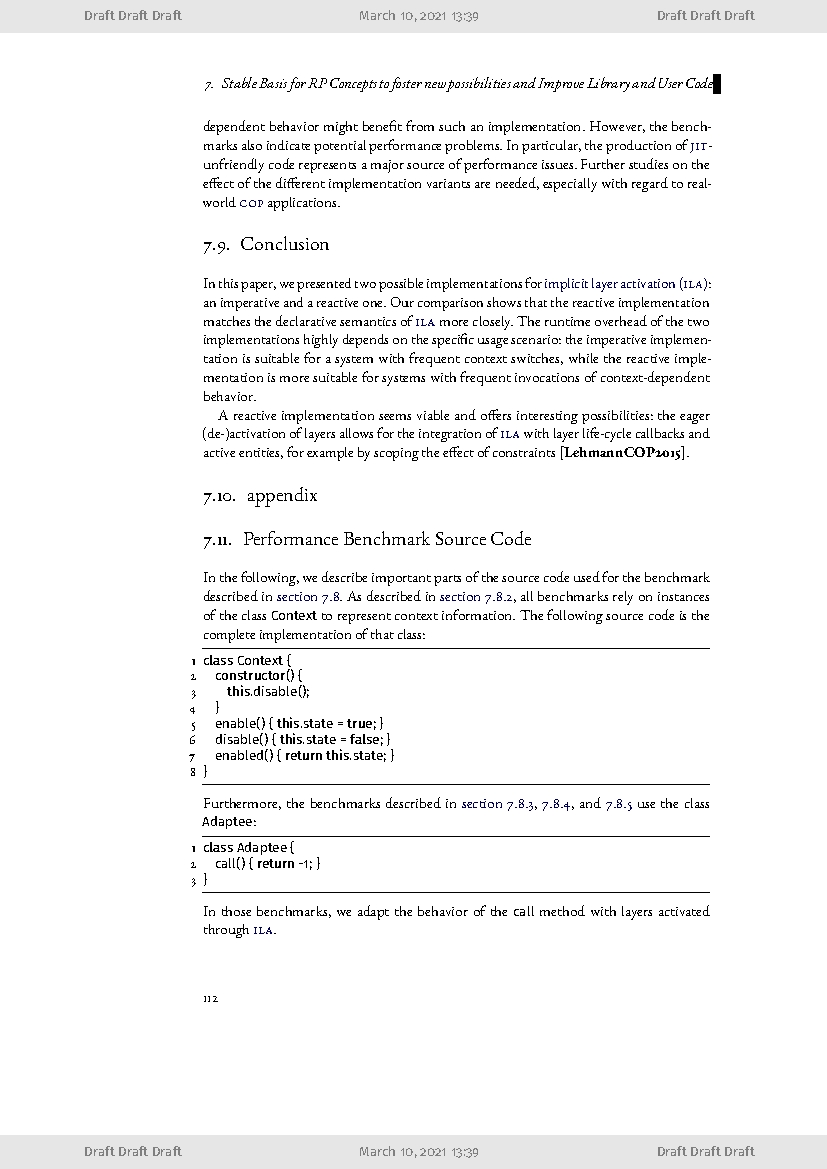 Draft Draft Draft March 10, 2021 13:39 Draft Draft Draft
7. Stable Basis for RP Concepts to foster new possibilities and Improve Library and User Code
dependent behavior might benefit from such an implementation. However, the bench-
marks also indicate potential performance problems. In particular, the production of JIT-
unfriendly code represents a major source of performance issues. Further studies on the
effect of the different implementation variants are needed, especially with regard to real-
world COP applications.
7.9. Conclusion
In this paper, we presented two possible implementations for implicit layer activation (ILA):
an imperative and a reactive one. Our comparison shows that the reactive implementation
matches the declarative semantics of ILA more closely. The runtime overhead of the two
implementations highly depends on the specific usage scenario: the imperative implemen-
tation is suitable for a system with frequent context switches, while the reactive imple-
mentation is more suitable for systems with frequent invocations of context-dependent
behavior.
A reactive implementation seems viable and offers interesting possibilities: the eager
(de-)activation of layers allows for the integration of ILA with layer life-cycle callbacks and
active entities, for example by scoping the effect of constraints [LehmannCOP2015].
7.10. appendix
7.11. Performance Benchmark Source Code
In the following, we describe important parts of the source code used for the benchmark
described in section 7.8. As described in section 7.8.2, all benchmarks rely on instances
of the class Context to represent context information. The following source code is the
complete implementation of that class:
1 class Context {
2 constructor() {
3 this.disable();
4 }
5 enable() { this.state = true; }
6 disable() { this.state = false; }
7 enabled() { return this.state; }
8 }
Furthermore, the benchmarks described in section 7.8.3, 7.8.4, and 7.8.5 use the class
Adaptee:
1 class Adaptee {
2 call() { return -1; }
3 }
In those benchmarks, we adapt the behavior of the call method with layers activated
through ILA.
112
Draft Draft Draft March 10, 2021 13:39 Draft Draft Draft